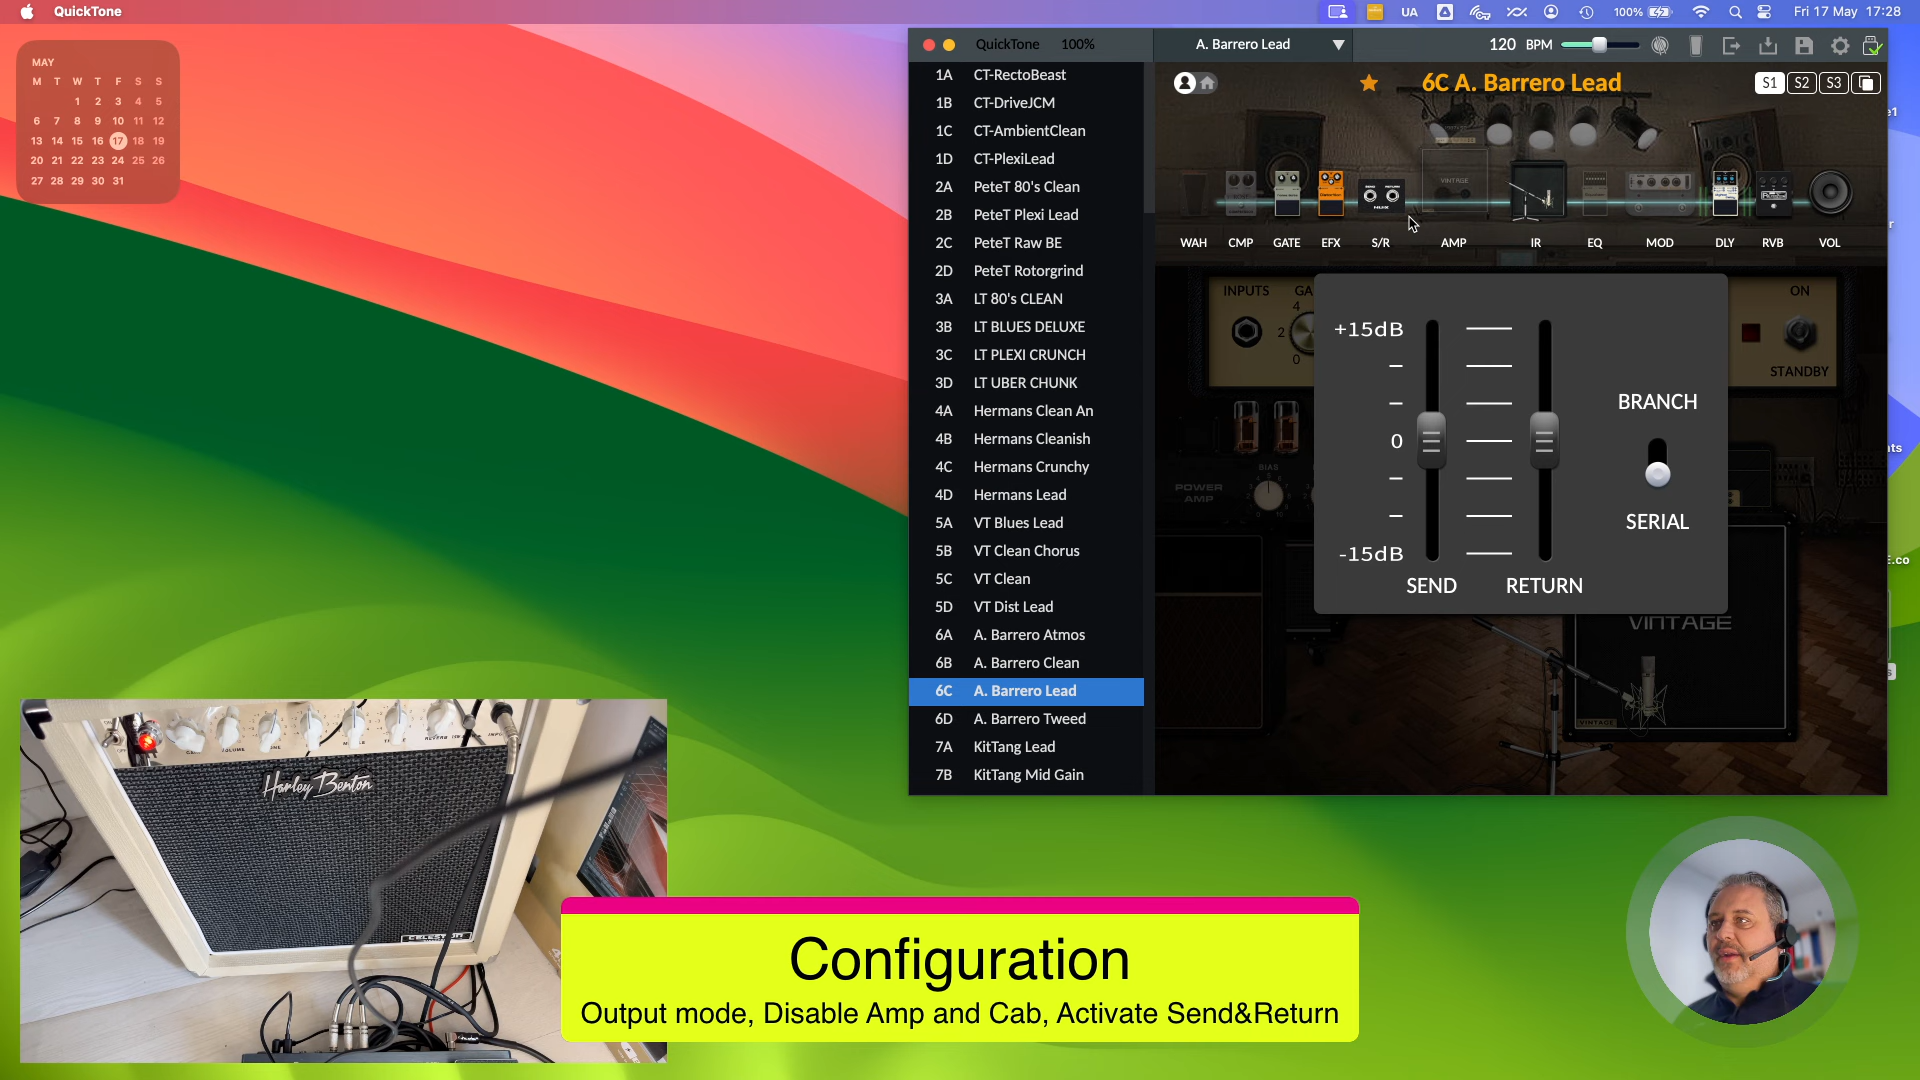 QuickTone
UA
100%
Fri 17 May 17:28
MAY
M T W T F S S
1 2 3 4 5
6 7 8 9 10 11 12
13 14 15 16 17 18 19
20 21 22 23 24 25 26
27 28 29 30 31
QuickTone 100%
A. Barrero Lead
120 BPM
1A CT-RectoBeast
1B CT-DriveJCM
1C CT-AmbientClean
1D CT-PlexiLead
2A PeteT 80's Clean
2B PeteT Plexi Lead
2C PeteT Raw BE
2D PeteT Rotorgrind
3A LT 80's CLEAN
3B LT BLUES DELUXE
3C LT PLEXI CRUNCH
3D LT UBER CHUNK
4A Hermans Clean An
4B Hermans Cleanish
4C Hermans Crunchy
4D Hermans Lead
5A VT Blues Lead
5B VT Clean Chorus
5C VT Clean
5D VT Dist Lead
6A A. Barrero Atmos
6B A. Barrero Clean
6C A. Barrero Lead
6D A. Barrero Tweed
7A KitTang Lead
7B KitTang Mid Gain
6C A. Barrero Lead
S1 S2 S3
VINTAGE
WAH CMP GATE EFX S/R AMP IR EQ MOD DLY RVB VOL
INPUTS GA
4
2
0
ON
STANDBY
BIAS
POWER
AMP
+15dB
0
-15dB
SEND RETURN
BRANCH
SERIAL
VINTAGE
VINTAGE
Harley Benton
CELESTION
Configuration
Output mode, Disable Amp and Cab, Activate Send&Return